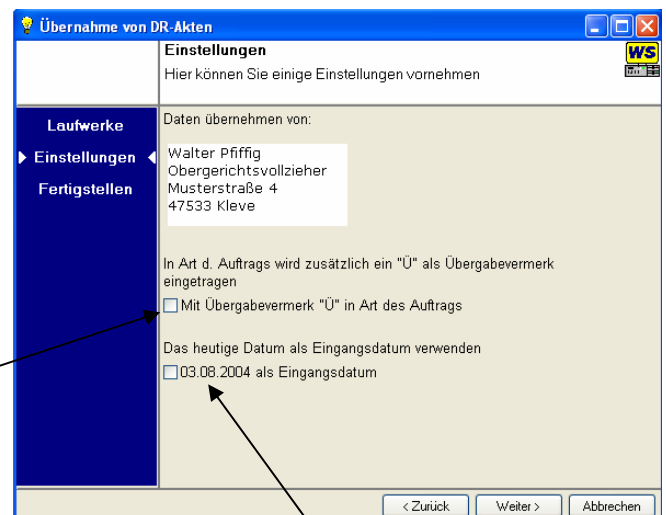 Übernahme von DR-Akten
Einstellungen
Hier können Sie einige Einstellungen vornehmen
WS
Laufwerke
Einstellungen
Fertigstellen
Daten übernehmen von:
Walter Pfiffig
Obergerichtsvollzieher
Musterstraße 4
47533 Kleve
In Art d. Auftrags wird zusätzlich ein "Ü" als Übergabevermerk
eingetragen
Mit Übergabevermerk "Ü" in Art des Auftrags
Das heutige Datum als Eingangsdatum verwenden
03.08.2004 als Eingangsdatum
< Zurück
Weiter >
Abbrechen